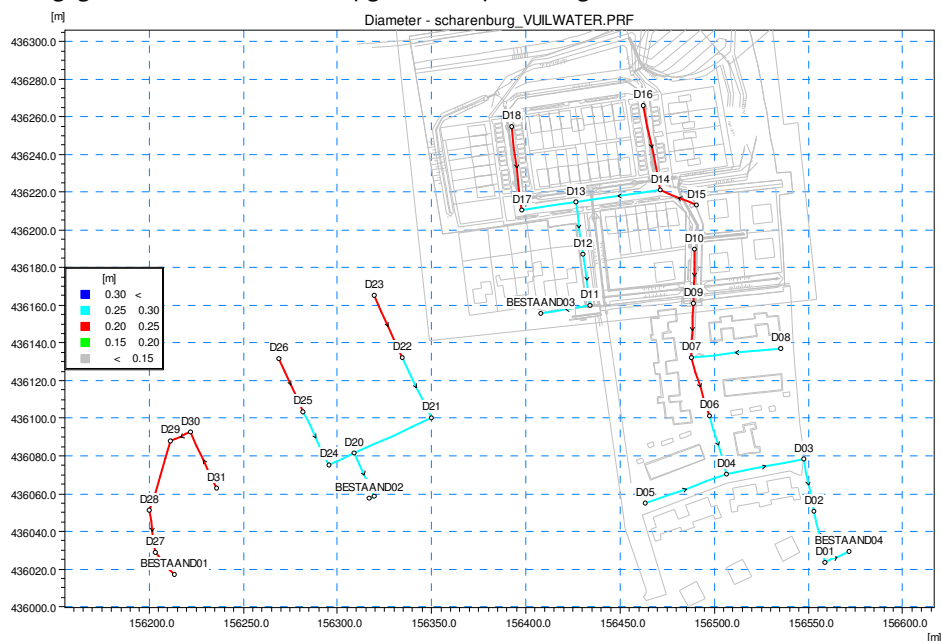 [m]
Diameter - scharenburg_VUILWATER.PRF
436300.0
436280.0
436260.0
436240.0
436220.0
436200.0
436180.0
436160.0
436140.0
436120.0
436100.0
436080.0
436060.0
436040.0
436020.0
436000.0
D16
D18
D14
D15
D17
D13
D12
D10
D11
BESTAAND03
D09
[m]
0.30 <
0.25 0.30
0.20 0.25
0.15 0.20
< 0.15
D23
D26
D22
D07
D08
D25
D21
D06
D29
D30
D24
D20
D04
D03
D31
BESTAAND02
D05
D28
D02
D27
BESTAAND01
D01
BESTAAND04
156200.0
156250.0
156300.0
156350.0
156400.0
156450.0
156500.0
156550.0
156600.0
[m]